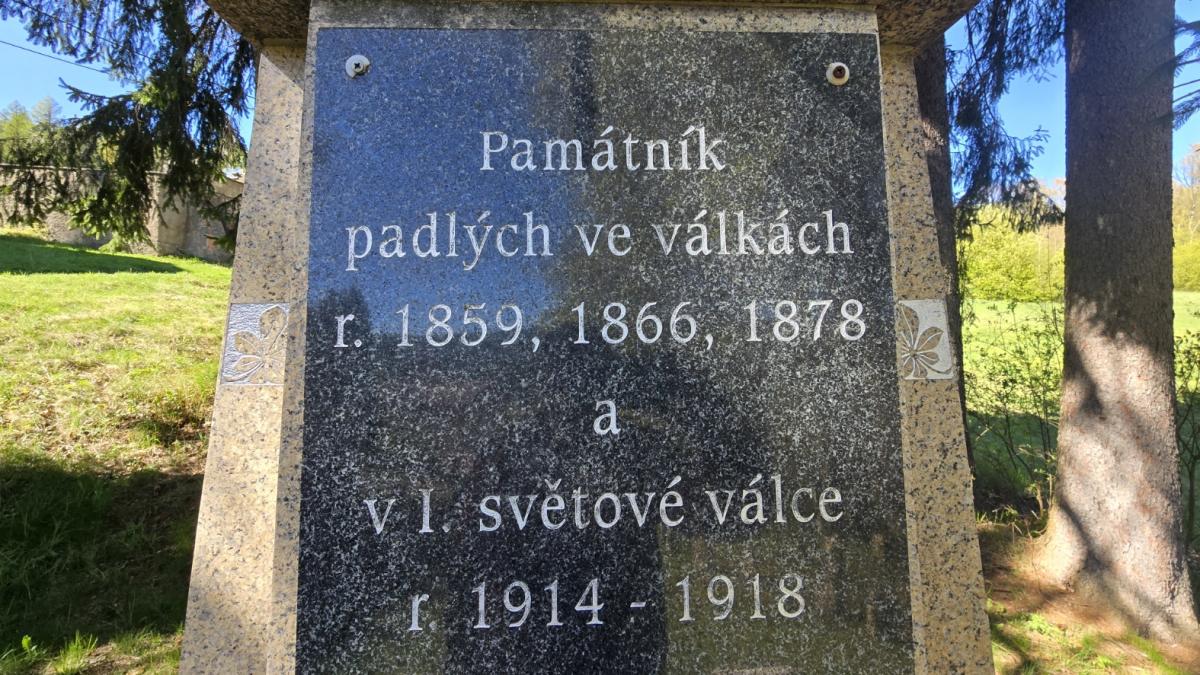 Památník
padlých ve válkách
r. 1859, 1866, 1878
a
v I. světové válce
r. 1914 - 1918